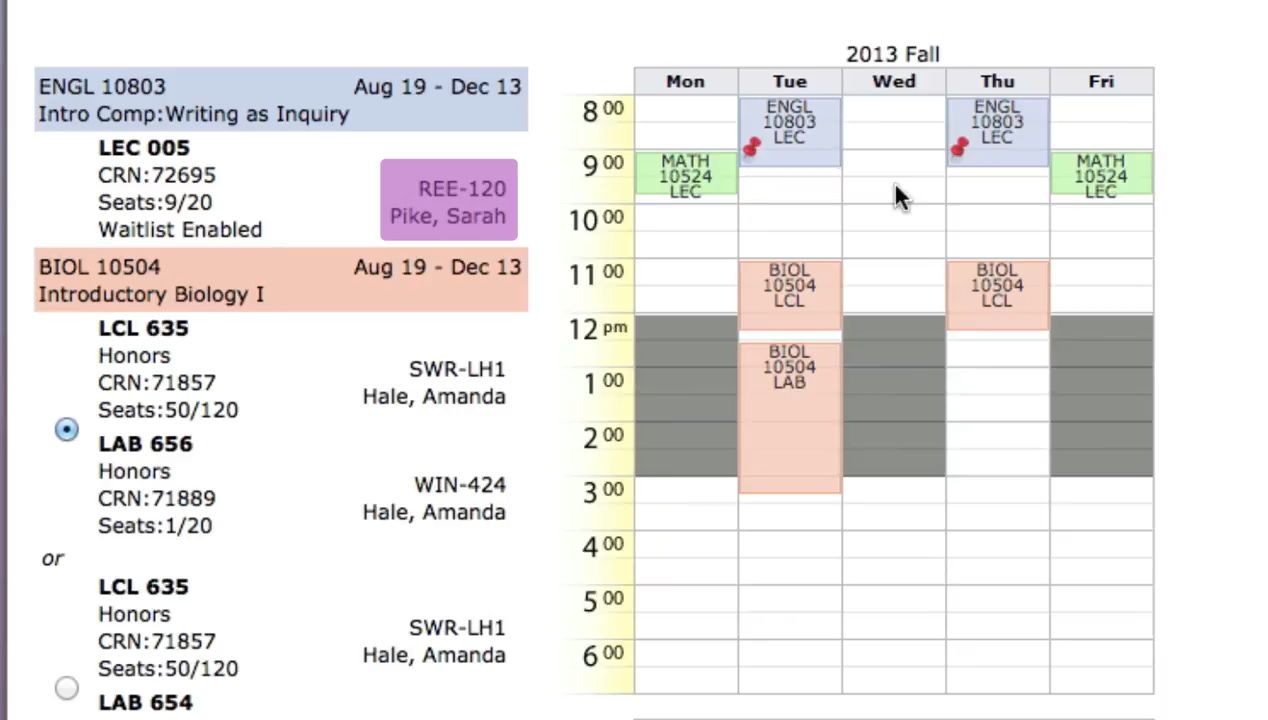 2013 Fall
ENGL 10803 Aug 19 - Dec 13
Intro Comp:Writing as Inquiry
LEC 005
CRN:72695
Seats:9/20
Waitlist Enabled
REE-120
Pike, Sarah
BIOL 10504 Aug 19 - Dec 13
Introductory Biology I
LCL 635
Honors
CRN:71857
Seats:50/120
SWR-LH1
Hale, Amanda
LAB 656
Honors
CRN:71889
Seats:1/20
WIN-424
Hale, Amanda
or
LCL 635
Honors
CRN:71857
Seats:50/120
SWR-LH1
Hale, Amanda
LAB 654
Mon Tue Wed Thu Fri
8 00
9 00
10 00
11 00
12 pm
1 00
2 00
3 00
4 00
5 00
6 00
MATH
10524
LEC
ENGL
10803
LEC
BIOL
10504
LCL
BIOL
10504
LAB
ENGL
10803
LEC
BIOL
10504
LCL
MATH
10524
LEC